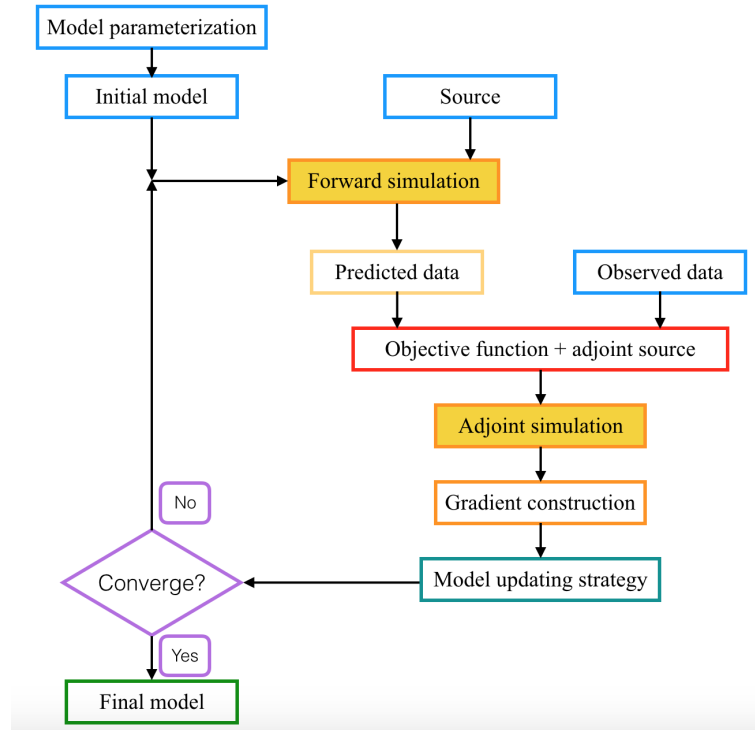 Model parameterization
Initial model
Source
Forward simulation
Predicted data
Observed data
Objective function + adjoint source
Adjoint simulation
Gradient construction
No
Converge?
Model updating strategy
Yes
Final model